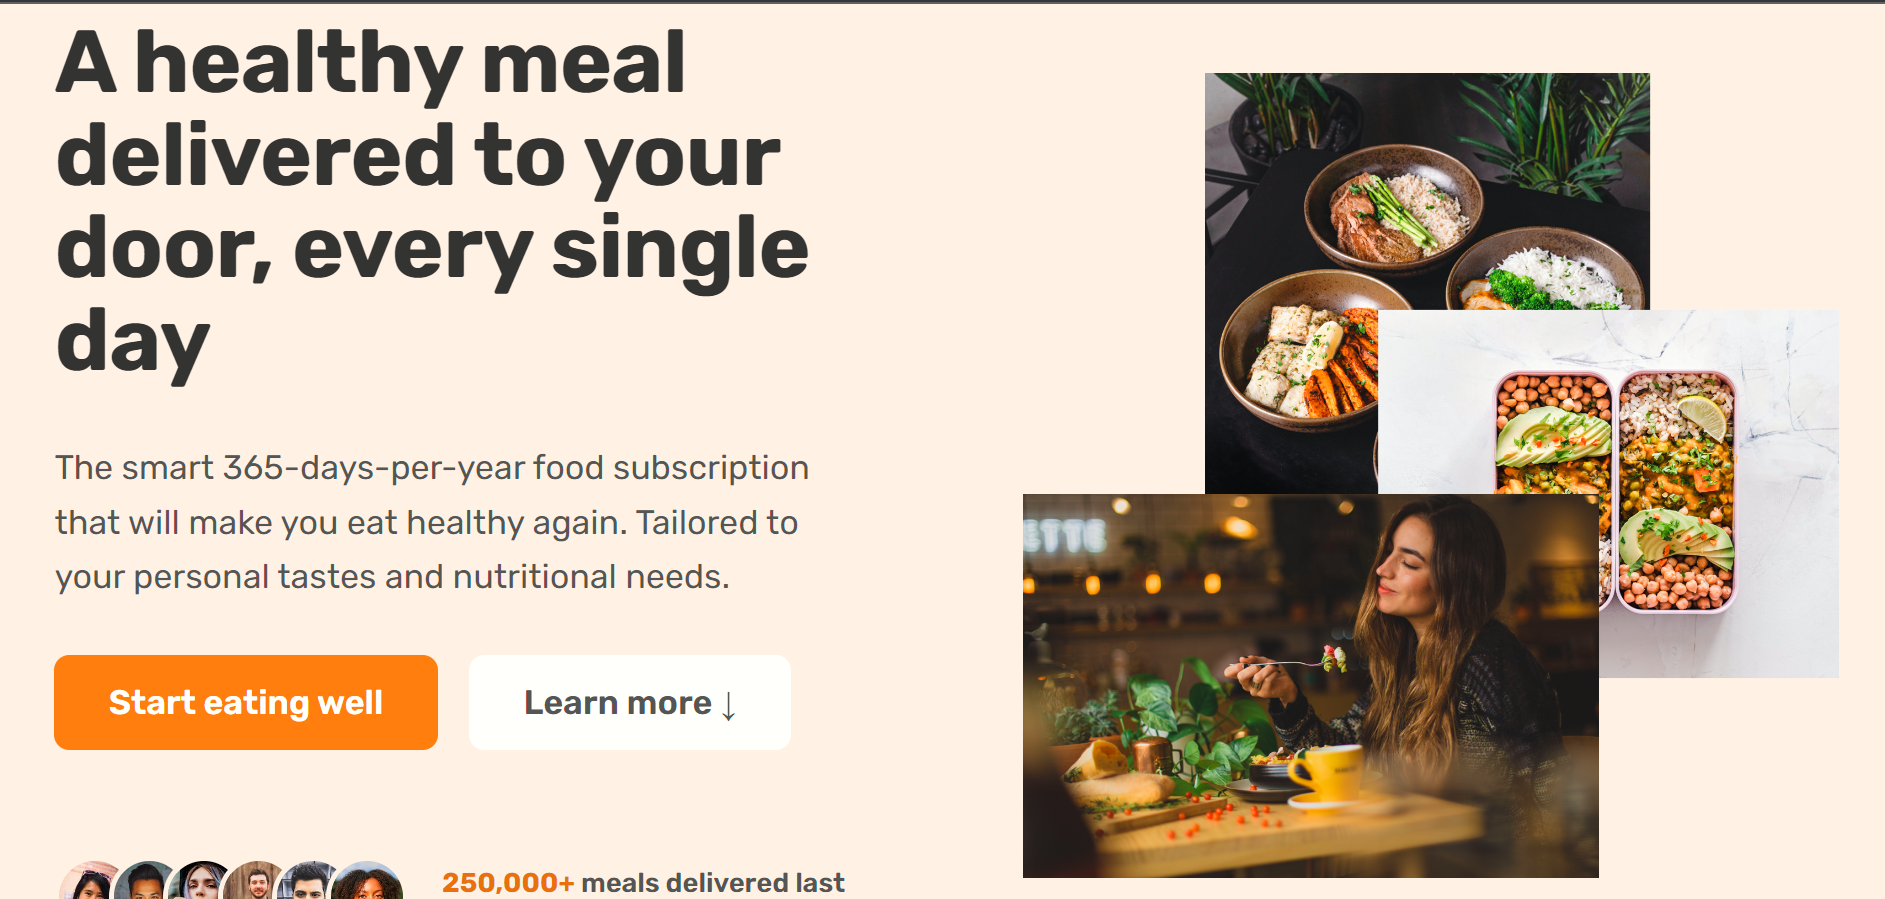 A healthy meal
delivered to your
door, every single
day
The smart 365-days-per-year food subscription
that will make you eat healthy again. Tailored to
your personal tastes and nutritional needs.
Start eating well
Learn more ↓
250,000+ meals delivered last
ETTE